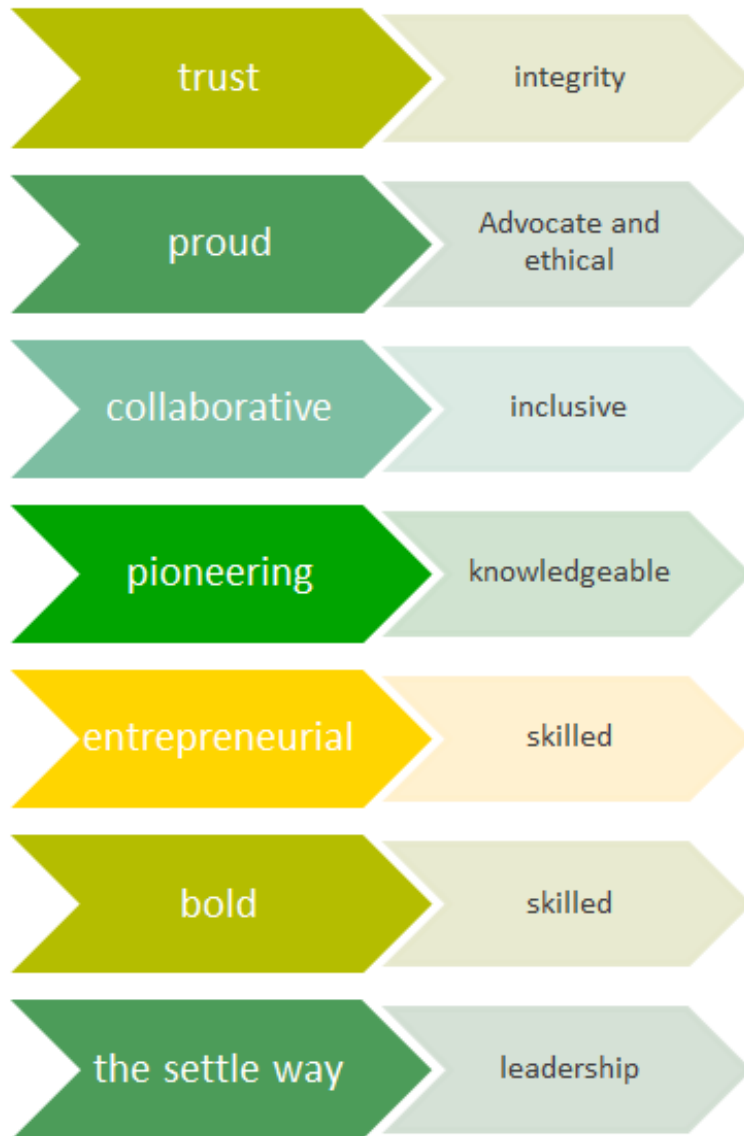 trust
integrity
proud
Advocate and
ethical
collaborative
inclusive
pioneering
knowledgeable
entrepreneurial
skilled
bold
skilled
the settle way
leadership